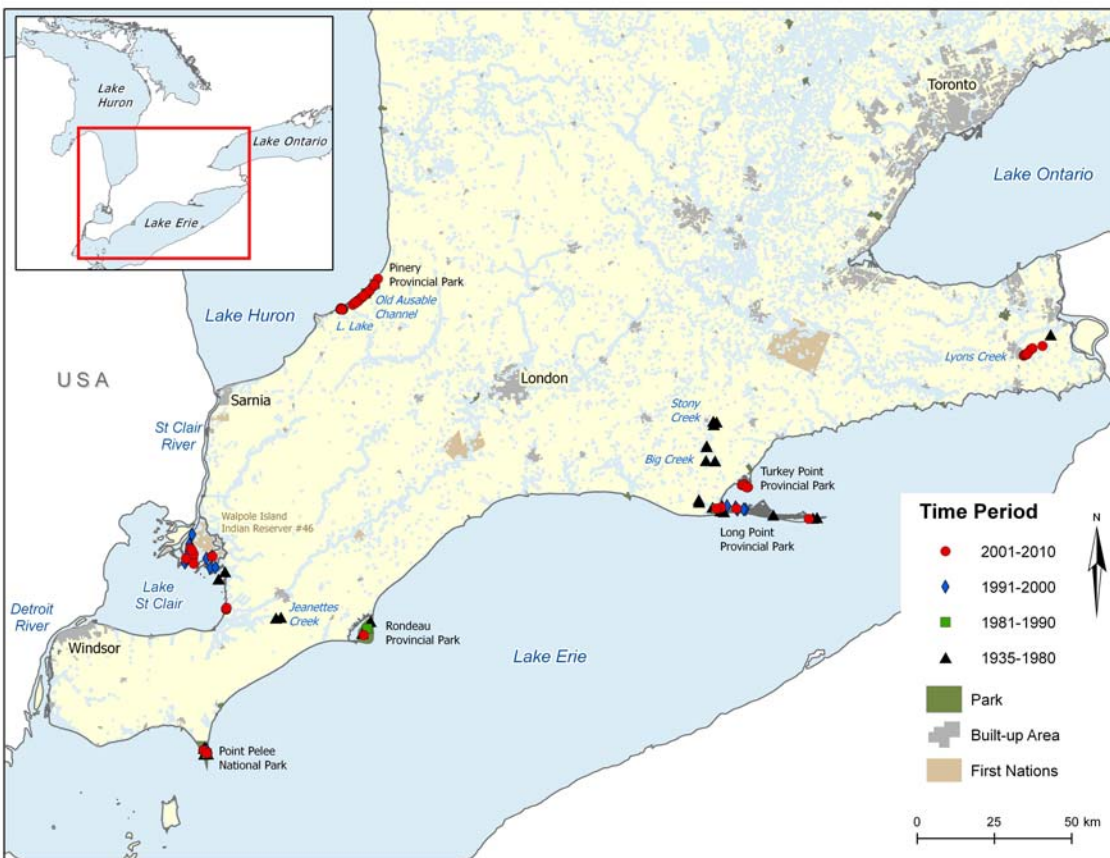 Lake
Huron
Lake Ontario
Lake Erie
Toronto
Lake Ontario
Pinery
Provincial Park
Old Ausable
Channel
L. Lake
Lake Huron
Lyons Creek
USA
London
Sarnia
Stony
Creek
St Clair
River
Big Creek
Turkey Point
Provincial Park
Walpole Island
Indian Reserver #46
Long Point
Provincial Park
Lake
St Clair
Jeanettes
Creek
Detroit
River
Rondeau
Provincial Park
Windsor
Lake Erie
Point Pelee
National Park
Time Period
N
2001-2010
1991-2000
1981-1990
1935-1980
Park
Built-up Area
First Nations
0 25 50 km